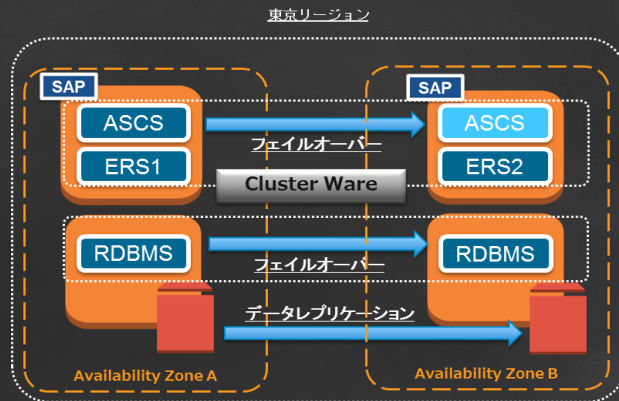 東京リージョン
SAP
SAP
ASCS
ASCS
フェイルオーバー
ERS1
ERS2
Cluster Ware
RDBMS
RDBMS
フェイルオーバー
データレプリケーション
Availability Zone A
Availability Zone B